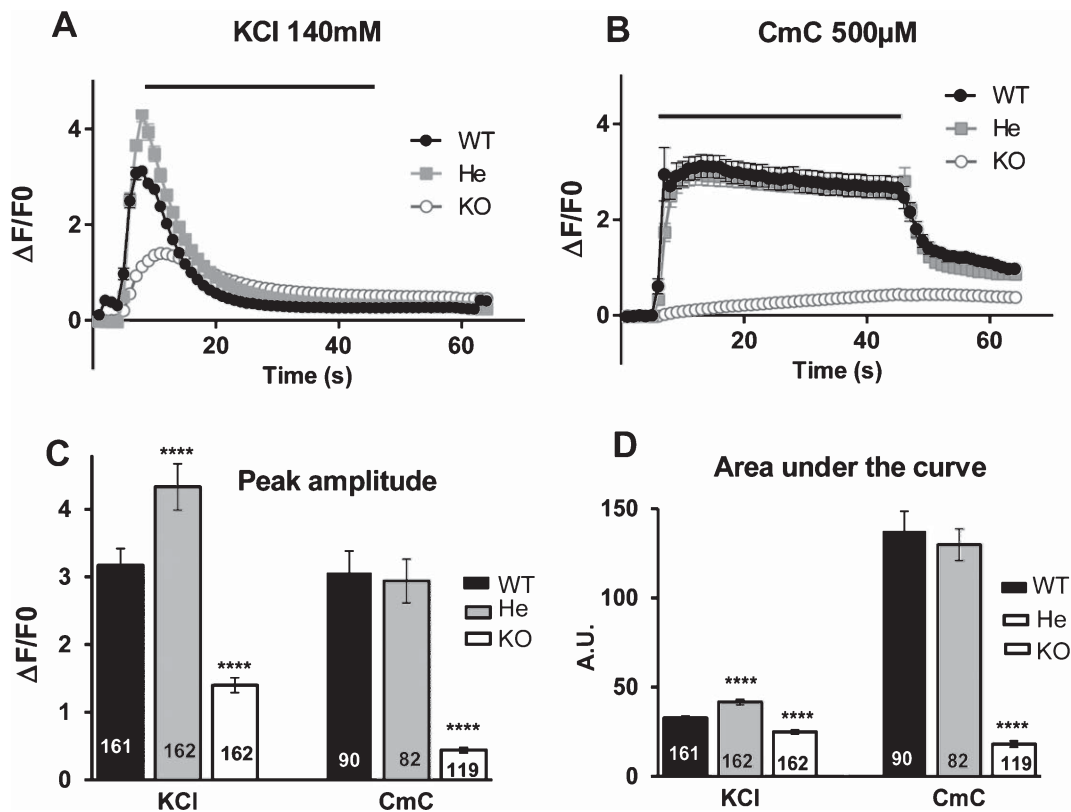 A
KCl 140mM
ΔF/F0
4
2
0
20
40
60
Time (s)
WT
He
KO
B
CmC 500µM
ΔF/F0
4
2
0
20
40
60
Time (s)
WT
He
KO
C
Peak amplitude
ΔF/F0
4
3
2
1
0
****
****
****
161
162
162
90
82
119
KCl
CmC
WT
He
KO
D
Area under the curve
A.U.
150
100
50
0
****
****
****
161
162
162
90
82
119
KCl
CmC
WT
He
KO